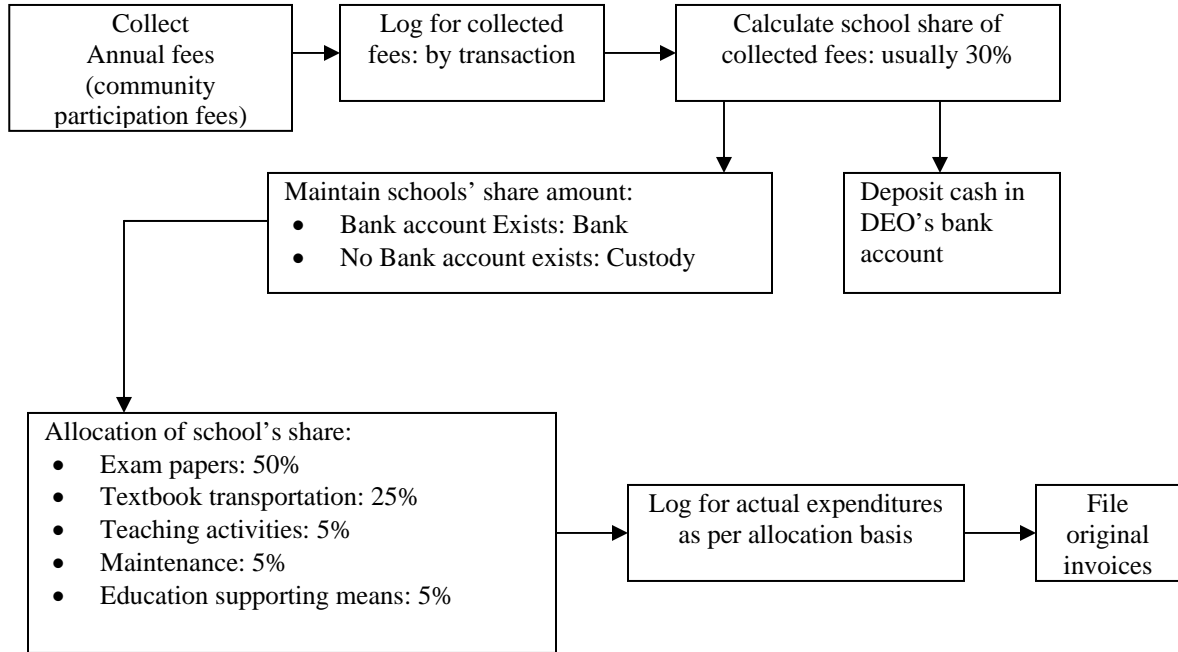 Collect
Annual fees
(community
participation fees)
Log for collected
fees: by transaction
Calculate school share of
collected fees: usually 30%
Maintain schools’ share amount:
• Bank account Exists: Bank
• No Bank account exists: Custody
Deposit cash in
DEO’s bank
account
Allocation of school’s share:
• Exam papers: 50%
• Textbook transportation: 25%
• Teaching activities: 5%
• Maintenance: 5%
• Education supporting means: 5%
Log for actual expenditures
as per allocation basis
File
original
invoices